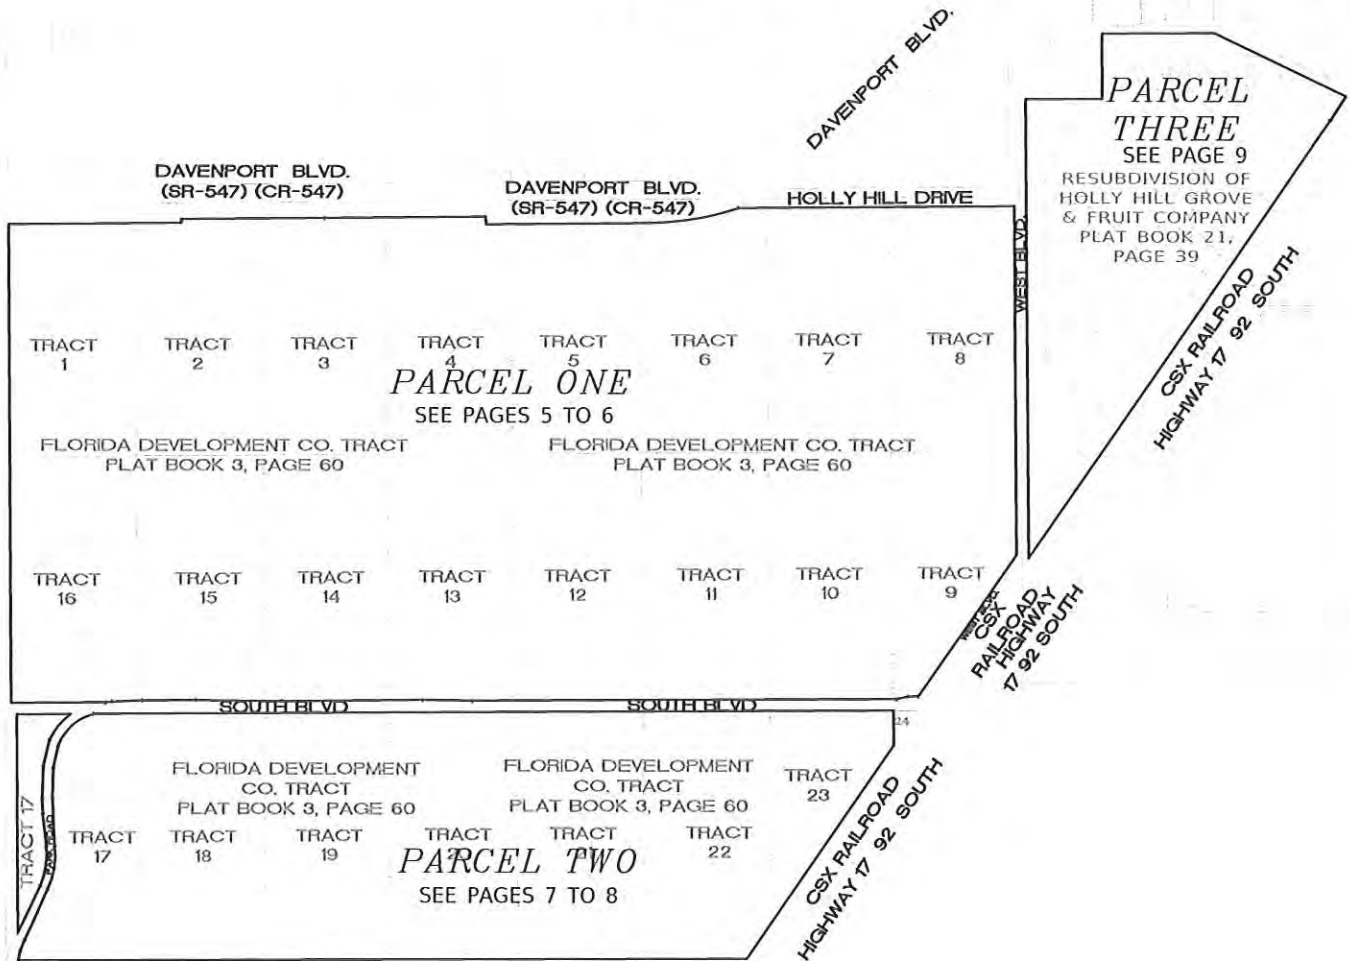 DAVENPORT BLVD.
PARCEL
THREE
SEE PAGE 9
RESUBDIVISION OF
HOLLY HILL GROVE
& FRUIT COMPANY
PLAT BOOK 21,
PAGE 39
DAVENPORT BLVD.
(SR-547) (CR-547)
DAVENPORT BLVD.
(SR-547) (CR-547)
HOLLY HILL DRIVE
WEST BLVD.
CSX RAILROAD
HIGHWAY 17 92 SOUTH
TRACT
1
TRACT
2
TRACT
3
TRACT
4
TRACT
5
TRACT
6
TRACT
7
TRACT
8
PARCEL ONE
SEE PAGES 5 TO 6
FLORIDA DEVELOPMENT CO. TRACT
PLAT BOOK 3, PAGE 60
FLORIDA DEVELOPMENT CO. TRACT
PLAT BOOK 3, PAGE 60
TRACT
16
TRACT
15
TRACT
14
TRACT
13
TRACT
12
TRACT
11
TRACT
10
TRACT
9
CSX
RAILROAD
HIGHWAY
17 92 SOUTH
SOUTH BLVD
SOUTH BLVD
24
FLORIDA DEVELOPMENT
CO. TRACT
PLAT BOOK 3, PAGE 60
FLORIDA DEVELOPMENT
CO. TRACT
PLAT BOOK 3, PAGE 60
TRACT
23
TRACT 17
TRACT
17
TRACT
18
TRACT
19
TRACT
TRACT
TRACT
22
PARCEL TWO
SEE PAGES 7 TO 8
CSX RAILROAD
HIGHWAY 17 92 SOUTH